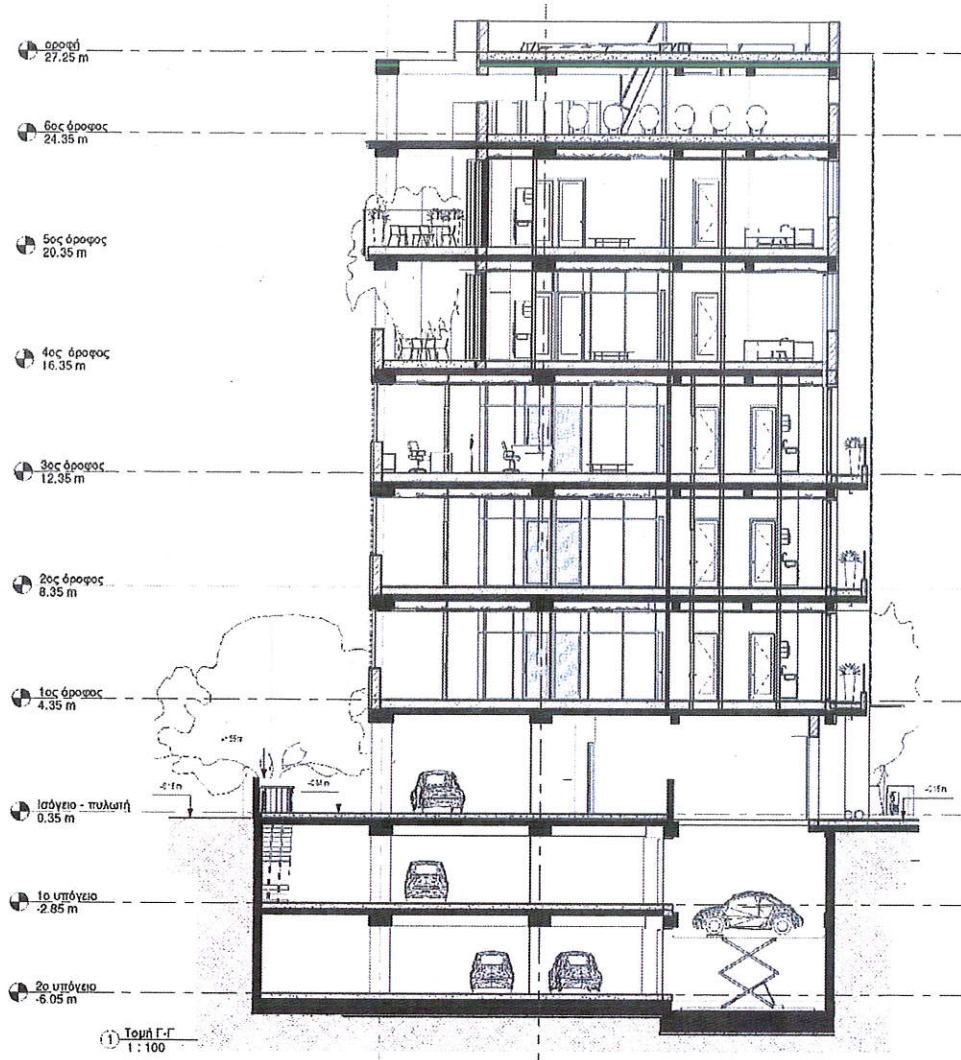 οροφή
27.25 m
6ος όροφος
24.35 m
5ος όροφος
20.35 m
4ος όροφος
16.35 m
3ος όροφος
12.35 m
2ος όροφος
8.35 m
1ος όροφος
4.35 m
Ισόγειο - πυλωτή
0.35 m
1ο υπόγειο
-2.85 m
2ο υπόγειο
-6.05 m
1 Τομή Γ-Γ
1 : 100